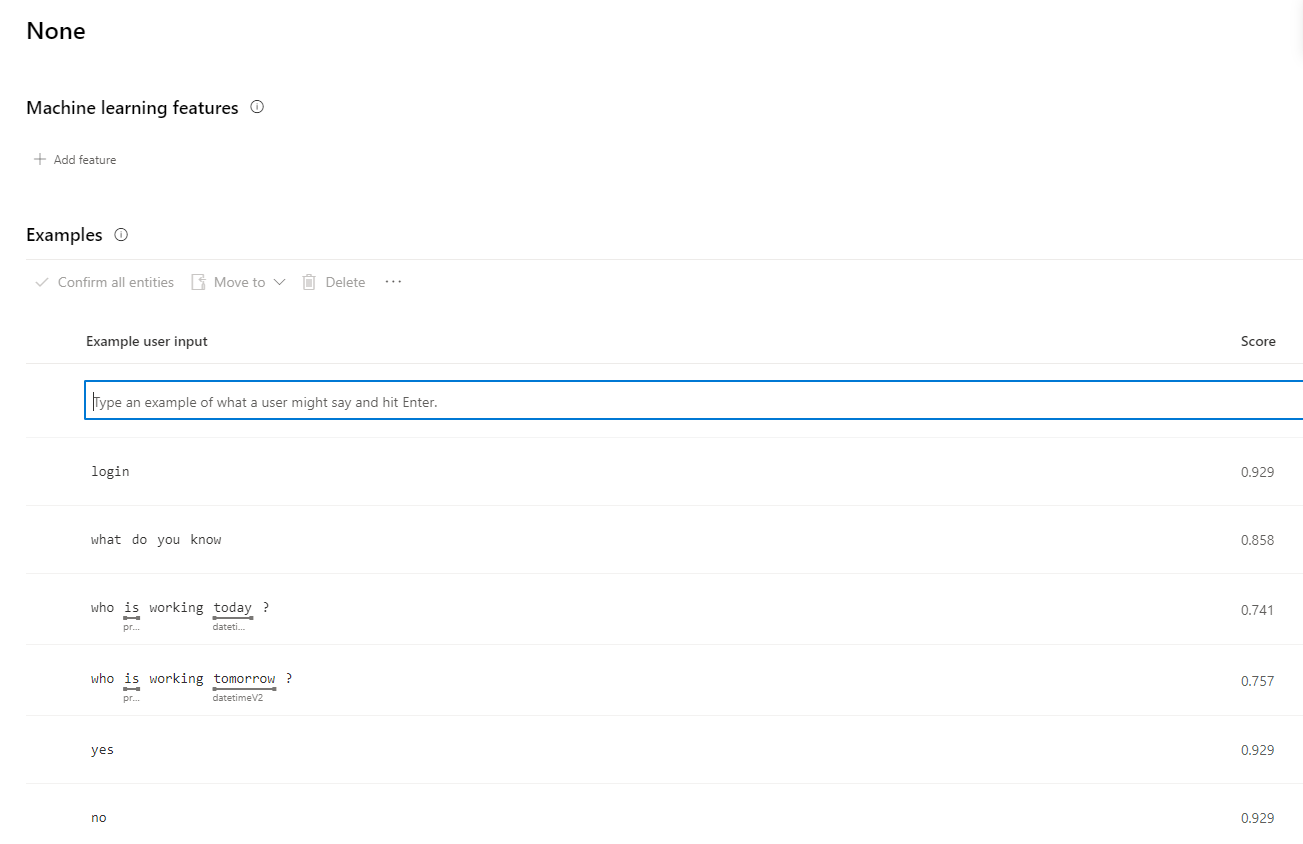 None
Machine learning features
Add feature
Examples
Confirm all entities Move to Delete ...
Example user input Score
Type an example of what a user might say and hit Enter.
login 0.929
what do you know 0.858
who is working today ? 0.741
pr... dateti...
who is working tomorrow ? 0.757
pr... datetimeV2
yes 0.929
no 0.929